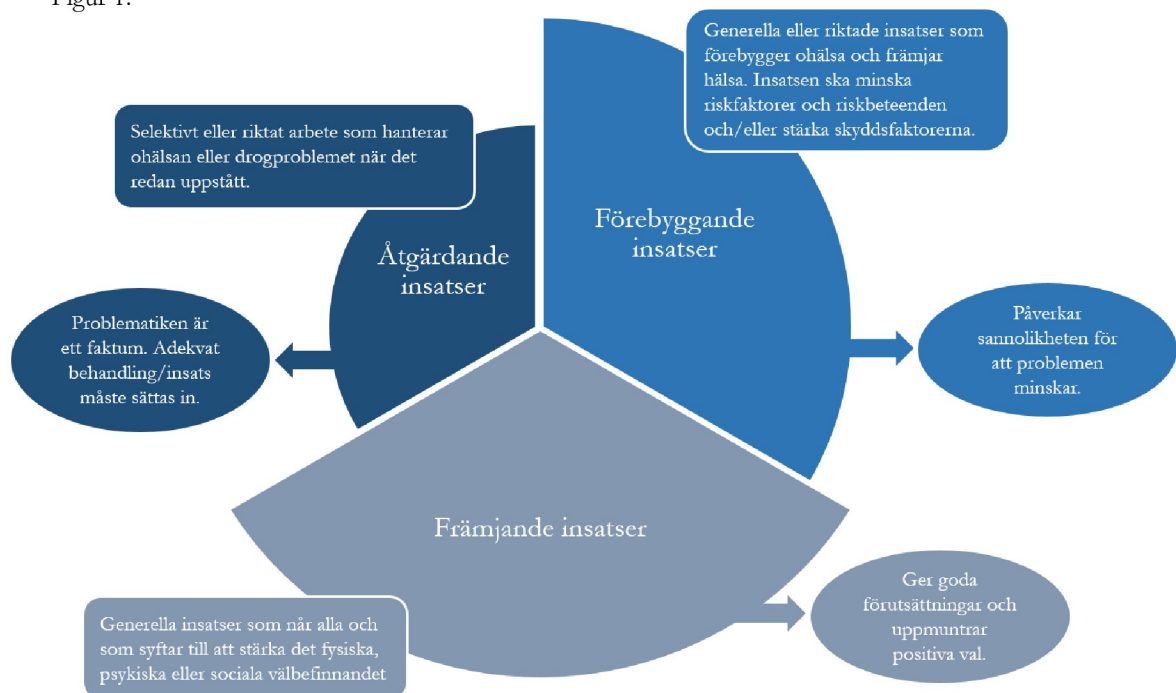 Figur 1.
Generella eller riktade insatser som
förebygger ohälsa och främjar
hälsa. Insatsen ska minska
riskfaktorer och riskbeteenden
och/eller stärka skyddsfaktorerna.
Selektivt eller riktat arbete som hanterar
ohälsan eller drogproblemet när det
redan uppstått.
Förebyggande
insatser
Åtgärdande
insatser
Problematiken är
ett faktum. Adekvat
behandling/insats
måste sättas in.
Påverkar
sannolikheten för
att problemen
minskar.
Främjande insatser
Ger goda
förutsättningar och
uppmuntrar
positiva val.
Generella insatser som når alla och
som syftar till att stärka det fysiska,
psykiska eller sociala välbefinnandet